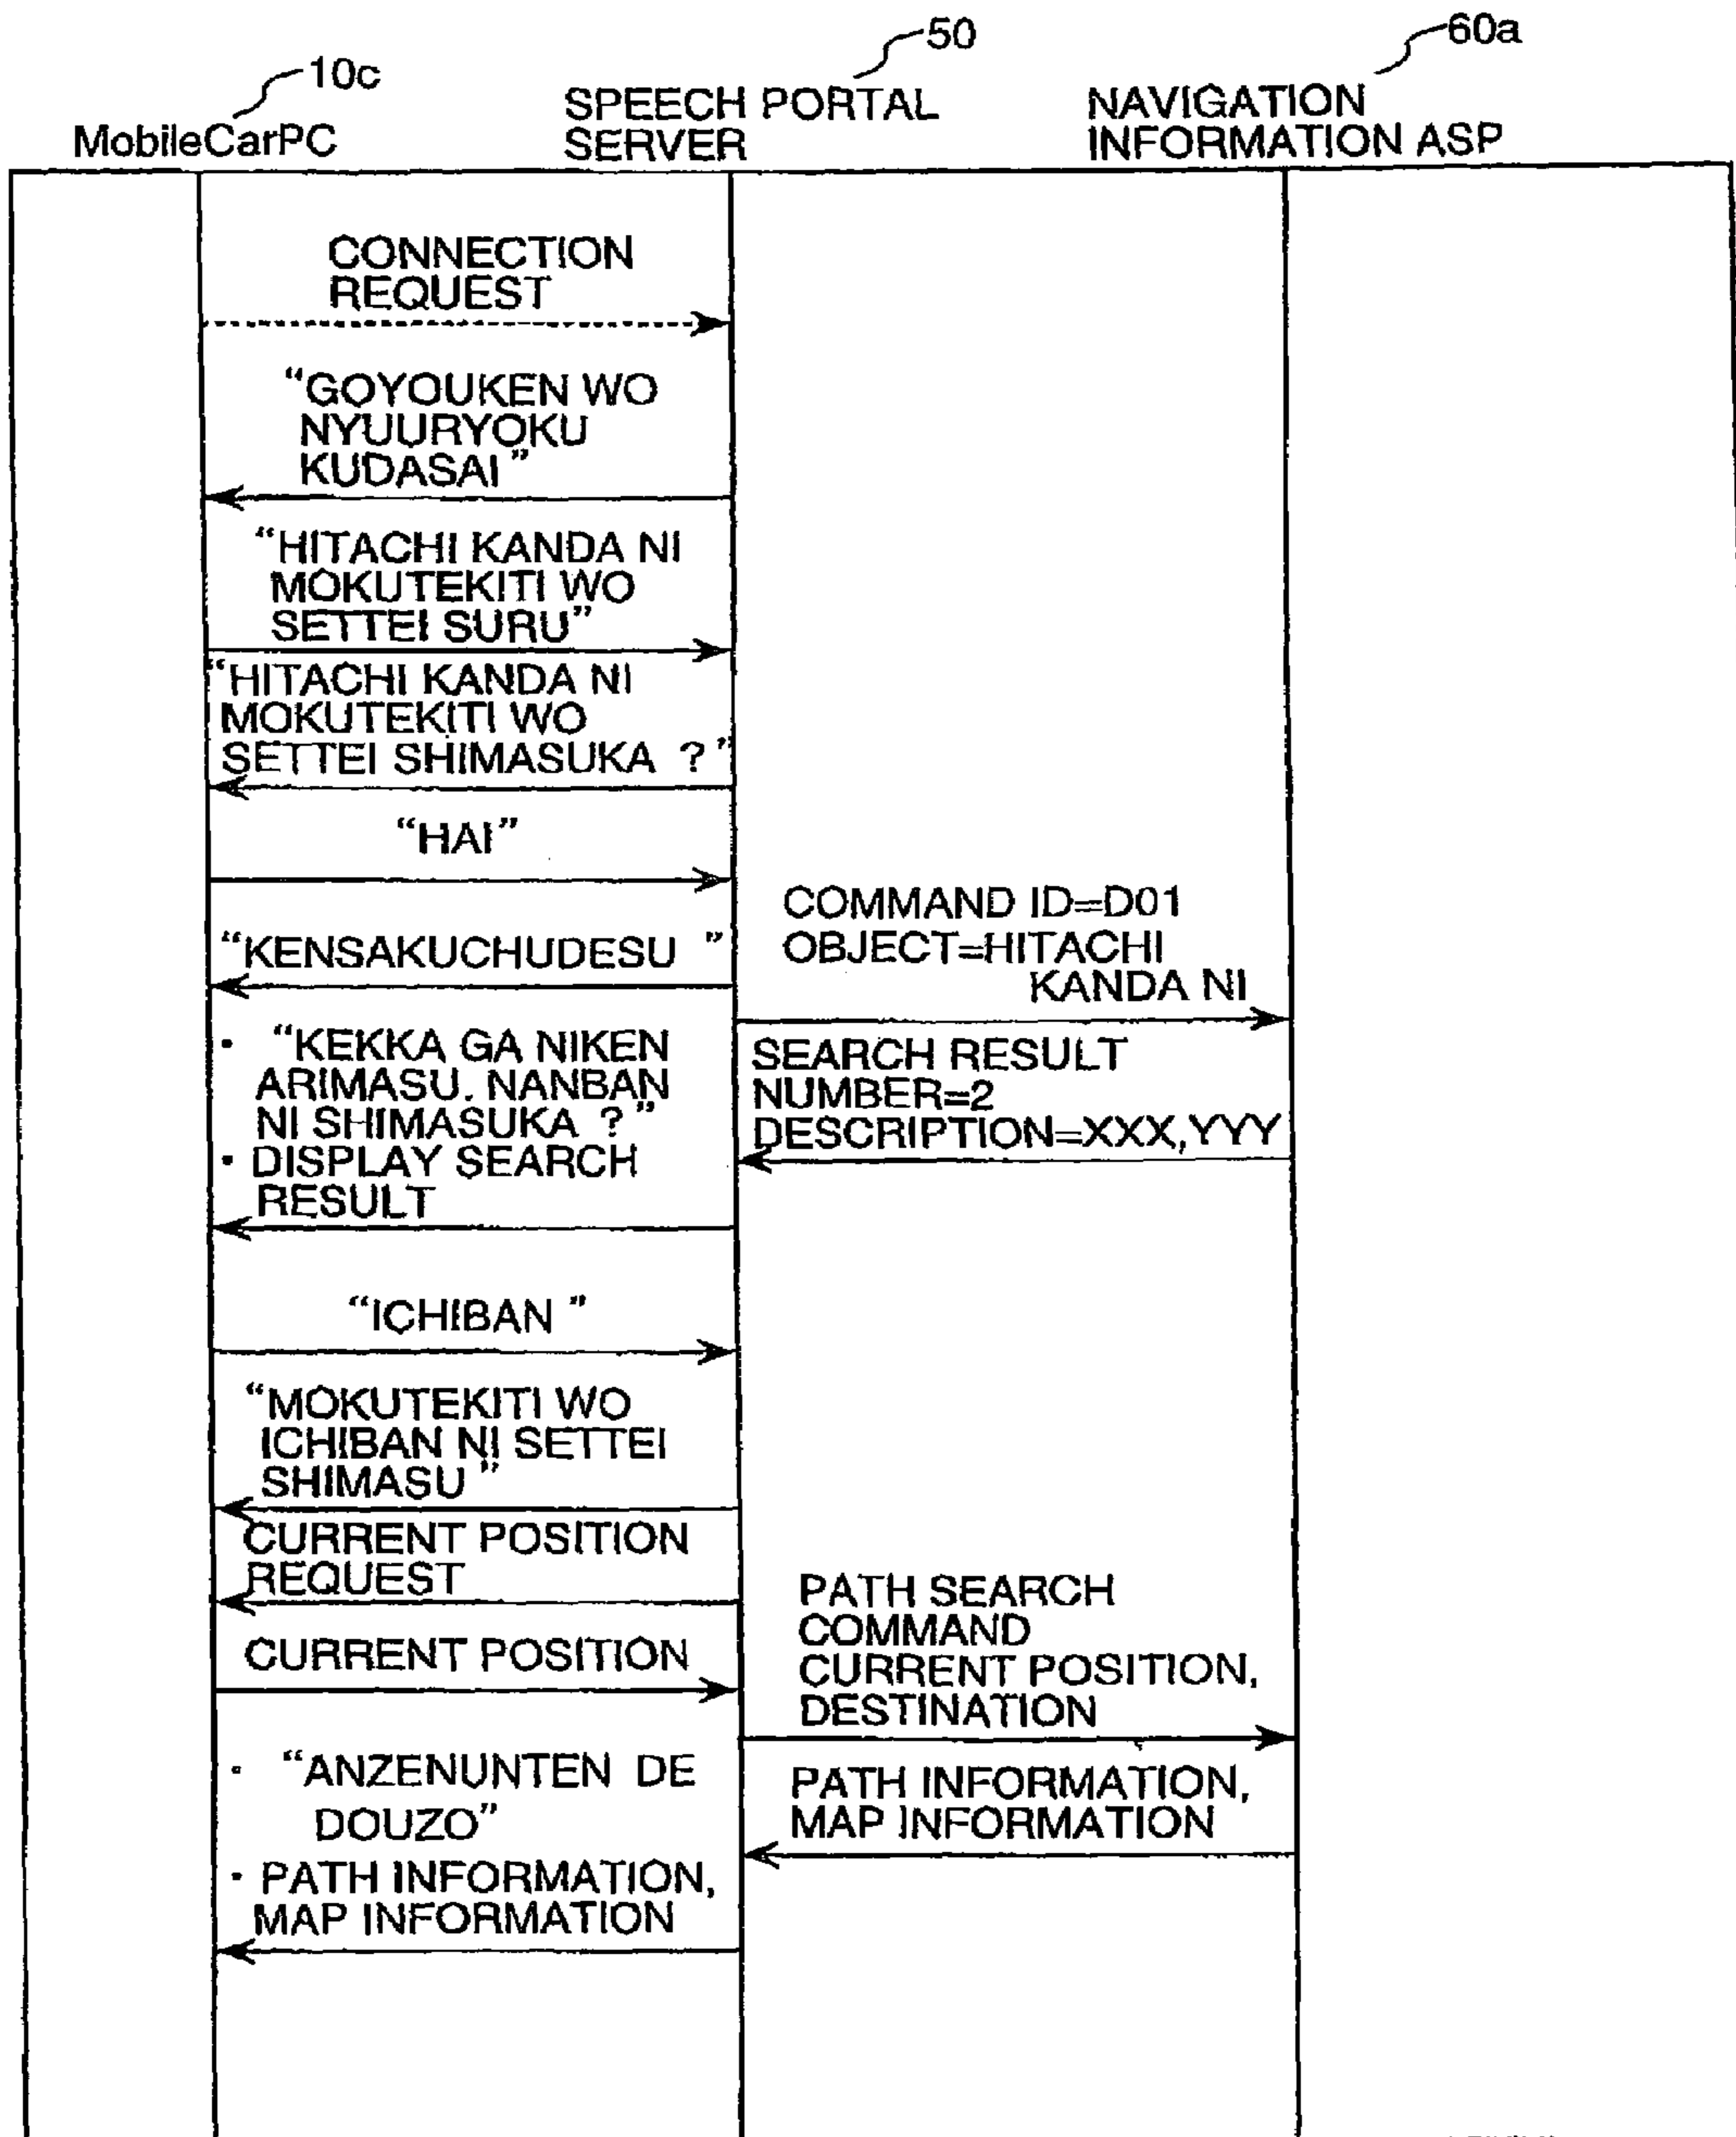 10c
50
60a
MobileCarPC
SPEECH PORTAL
SERVER
NAVIGATION
INFORMATION ASP
CONNECTION
REQUEST
“GOYOUKEN WO
NYUURYOKU
KUDASAI”
“HITACHI KANDA NI
MOKUTEKITI WO
SETTEI SURU”
“HITACHI KANDA NI
MOKUTEKITI WO
SETTEI SHIMASUKA ?”
“HAI”
“KENSAKUCHUDESU ”
COMMAND ID=D01
OBJECT=HITACHI
KANDA NI
• “KEKKA GA NIKEN
ARIMASU. NANBAN
NI SHIMASUKA ?”
• DISPLAY SEARCH
RESULT
SEARCH RESULT
NUMBER=2
DESCRIPTION=XXX,YYY
“ICHIBAN ”
“MOKUTEKITI WO
ICHIBAN NI SETTEI
SHIMASU ”
CURRENT POSITION
REQUEST
CURRENT POSITION
PATH SEARCH
COMMAND
CURRENT POSITION,
DESTINATION
• “ANZENUNTEN DE
DOUZO”
• PATH INFORMATION,
MAP INFORMATION
PATH INFORMATION,
MAP INFORMATION